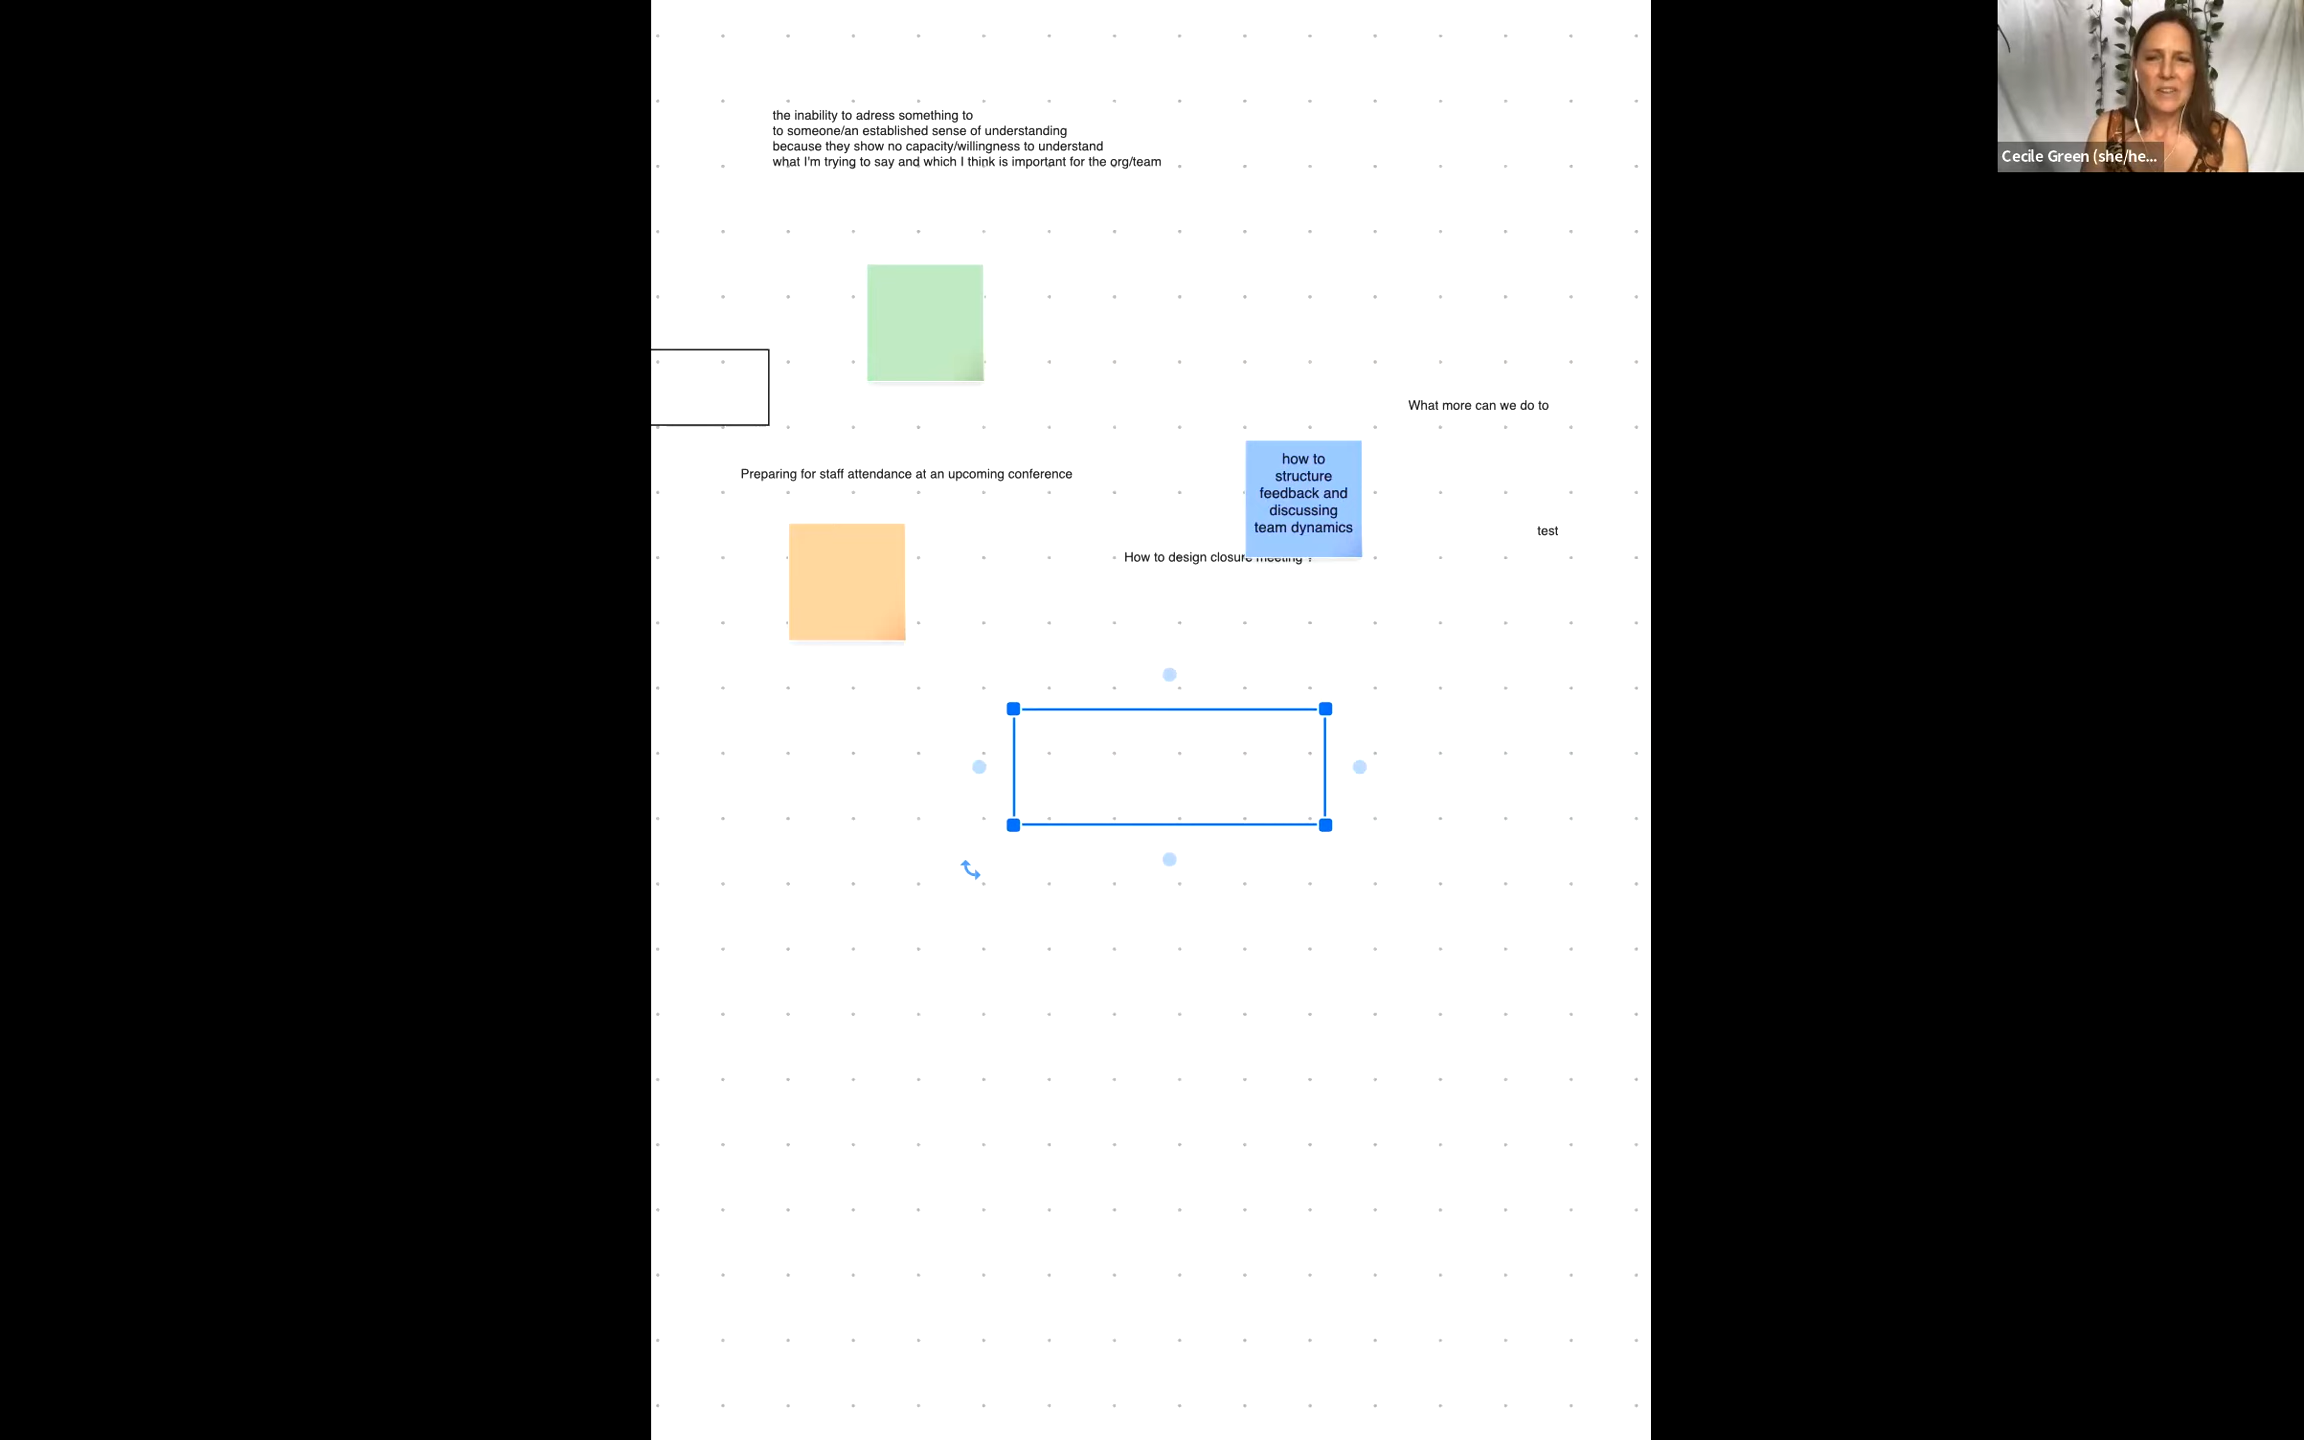 the inability to adress something to
to someone/an established sense of understanding
because they show no capacity/willingness to understand
what I'm trying to say and which I think is important for the org/team
Cecile Green (she/he...
What more can we do to
Preparing for staff attendance at an upcoming conference
how to
structure
feedback and
discussing
team dynamics
test
How to design closure meeting ?